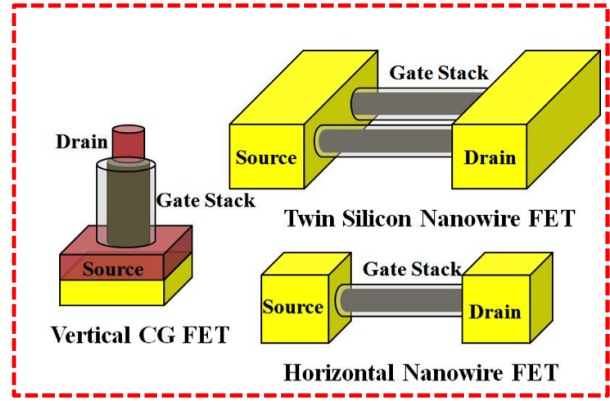 Drain
Gate Stack
Source
Vertical CG FET
Gate Stack
Source
Drain
Twin Silicon Nanowire FET
Gate Stack
Source
Drain
Horizontal Nanowire FET